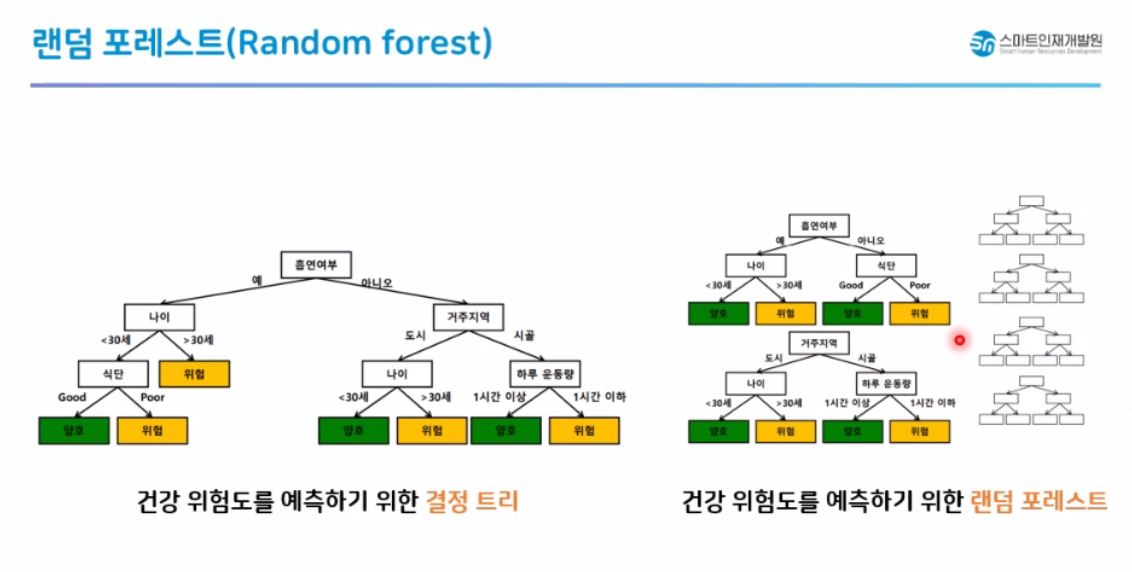 랜덤 포레스트(Random forest)
스마트인재개발원
Smart Human Resources Development
흡연여부
예
아니오
나이
거주지역
<30세
>30세
도시
시골
식단
위험
나이
하루 운동량
Good
Poor
<30세
>30세
1시간 이상
1시간 이하
양호
위험
양호
위험
양호
위험
건강 위험도를 예측하기 위한 결정 트리
흡연여부
예
아니오
나이
식단
<30세
>30세
Good
Poor
양호
위험
양호
위험
거주지역
도시
시골
나이
하루 운동량
<30세
>30세
1시간 이상
1시간 이하
양호
위험
양호
위험
건강 위험도를 예측하기 위한 랜덤 포레스트